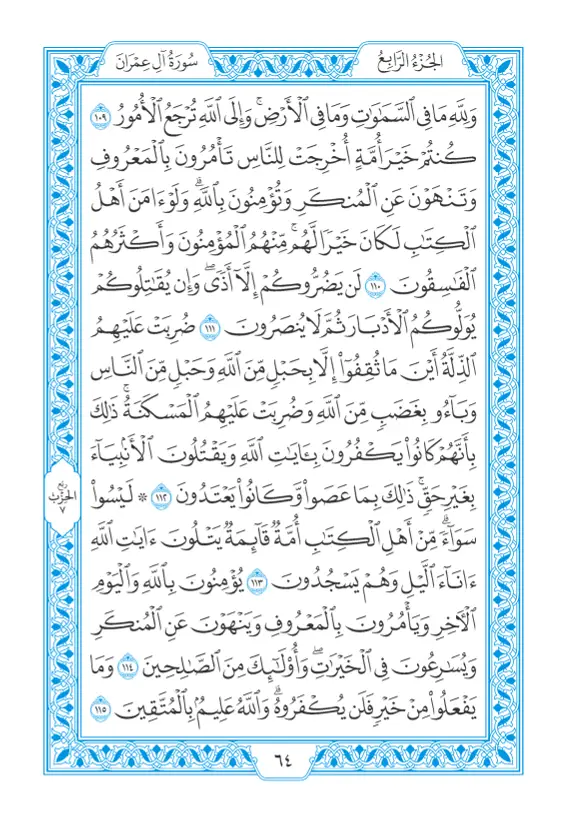 الجُزْءُ الرَّابِعُ
سُورَةُ آلِ عِمْرَان
وَلِلَّهِ مَا فِي ٱلسَّمَٰوَٰتِ وَمَا فِي ٱلْأَرْضِۚ وَإِلَى ٱللَّهِ تُرْجَعُ ٱلْأُمُورُ ١٠٩
كُنتُمْ خَيْرَ أُمَّةٍ أُخْرِجَتْ لِلنَّاسِ تَأْمُرُونَ بِٱلْمَعْرُوفِ
وَتَنْهَوْنَ عَنِ ٱلْمُنكَرِ وَتُؤْمِنُونَ بِٱللَّهِۗ وَلَوْ ءَامَنَ أَهْلُ
ٱلْكِتَٰبِ لَكَانَ خَيْرًا لَّهُمۚ مِّنْهُمُ ٱلْمُؤْمِنُونَ وَأَكْثَرُهُمُ
ٱلْفَٰسِقُونَ ١١٠ لَن يَضُرُّوكُمْ إِلَّآ أَذًىۖ وَإِن يُقَٰتِلُوكُمْ
يُوَلُّوكُمُ ٱلْأَدْبَارَ ثُمَّ لَا يُنصَرُونَ ١١١ ضُرِبَتْ عَلَيْهِمُ
ٱلذِّلَّةُ أَيْنَ مَا ثُقِفُوٓا۟ إِلَّا بِحَبْلٍ مِّنَ ٱللَّهِ وَحَبْلٍ مِّنَ ٱلنَّاسِ
وَبَآءُو بِغَضَبٍ مِّنَ ٱللَّهِ وَضُرِبَتْ عَلَيْهِمُ ٱلْمَسْكَنَةُۚ ذَٰلِكَ
بِأَنَّهُمْ كَانُوا۟ يَكْفُرُونَ بِـَٔايَٰتِ ٱللَّهِ وَيَقْتُلُونَ ٱلْأَنۢبِيَآءَ
بِغَيْرِ حَقٍّۚ ذَٰلِكَ بِمَا عَصَوا۟ وَّكَانُوا۟ يَعْتَدُونَ ١١٢ ۞ لَيْسُوا۟
سَوَآءًۗ مِّنْ أَهْلِ ٱلْكِتَٰبِ أُمَّةٌ قَآئِمَةٌ يَتْلُونَ ءَايَٰتِ ٱللَّهِ
ءَانَآءَ ٱلَّيْلِ وَهُمْ يَسْجُدُونَ ١١٣ يُؤْمِنُونَ بِٱللَّهِ وَٱلْيَوْمِ
ٱلْءَاخِرِ وَيَأْمُرُونَ بِٱلْمَعْرُوفِ وَيَنْهَوْنَ عَنِ ٱلْمُنكَرِ
وَيُسَٰرِعُونَ فِي ٱلْخَيْرَٰتِۖ وَأُو۟لَٰٓئِكَ مِنَ ٱلصَّٰلِحِينَ ١١٤ وَمَا
يَفْعَلُوا۟ مِنْ خَيْرٍ فَلَن يُكْفَرُوهُۗ وَٱللَّهُ عَلِيمٌۢ بِٱلْمُتَّقِينَ ١١٥
ربع
الحزب
٧
٦٤